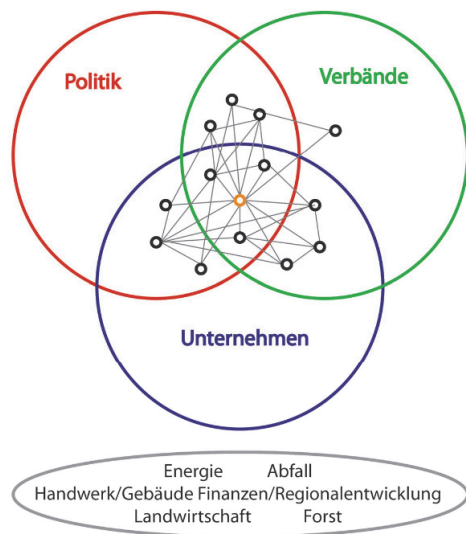 Politik
Verbände
Unternehmen
Energie Abfall
Handwerk/Gebäude Finanzen/Regionalentwicklung
Landwirtschaft Forst